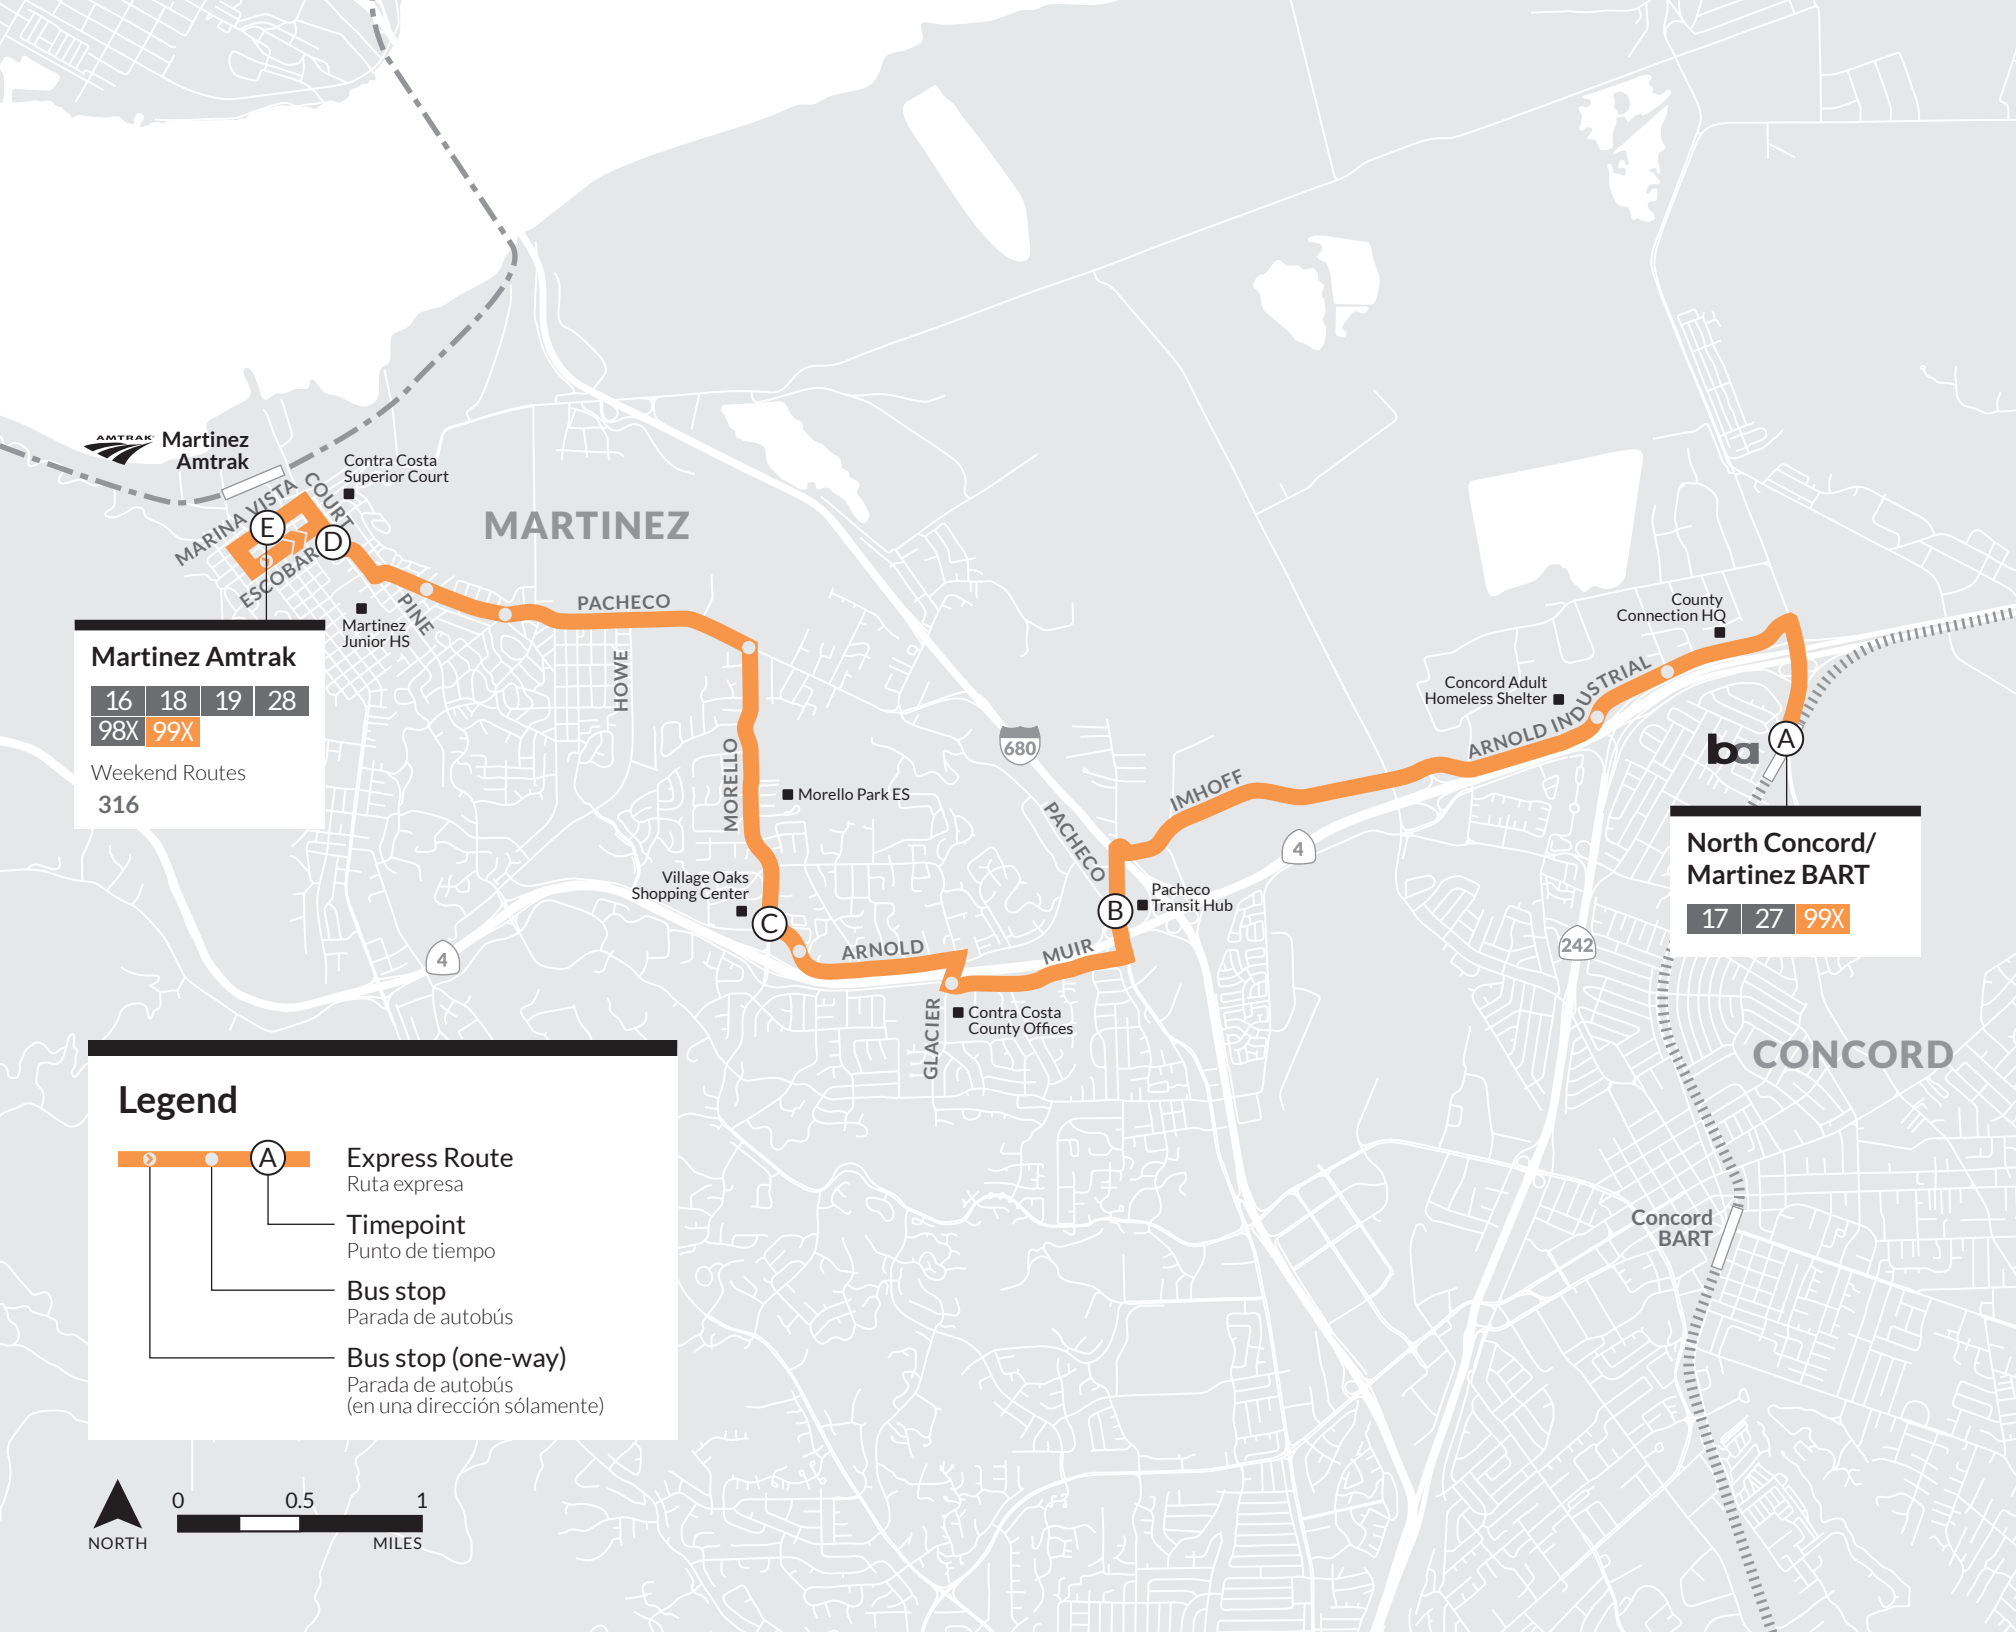 AMTRAK
Martinez
Amtrak
Contra Costa
Superior Court
MARINA VISTA
COURT
E
D
ESCOBAR
MARTINEZ
PINE
PACHECO
Martinez
Junior HS
HOWE
Martinez Amtrak
16 18 19 28
98X 99X
Weekend Routes
316
MORELLO
Morello Park ES
680
PACHECO
IMHOFF
ARNOLD INDUSTRIAL
County
Connection HQ
Concord Adult
Homeless Shelter
ba
A
North Concord/
Martinez BART
17 27 99X
4
Village Oaks
Shopping Center
C
B
Pacheco
Transit Hub
ARNOLD
MUIR
4
242
GLACIER
Contra Costa
County Offices
CONCORD
Concord
BART
Legend
A
Express Route
Ruta expresa
Timepoint
Punto de tiempo
Bus stop
Parada de autobús
Bus stop (one-way)
Parada de autobús
(en una dirección sólamente)
NORTH
0 0.5 1
MILES